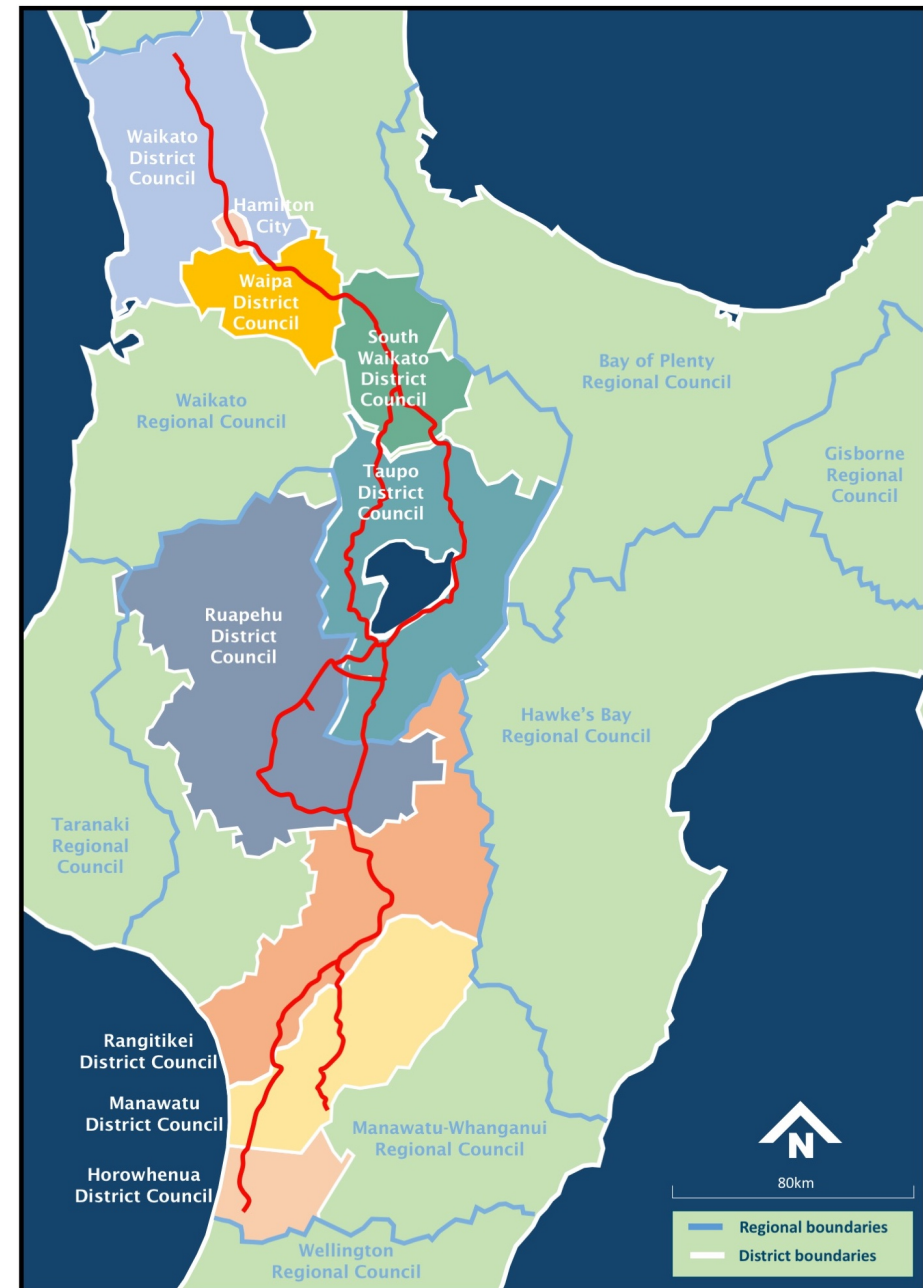 Waikato
District
Council
Hamilton
City
Waipa
District
Council
South
Waikato
District
Council
Bay of Plenty
Regional Council
Waikato
Regional Council
Gisborne
Regional
Council
Taupo
District
Council
Ruapehu
District
Council
Hawke's Bay
Regional Council
Taranaki
Regional
Council
Rangitikei
District Council
Manawatu
District Council
Manawatu-Whanganui
Regional Council
Horowhenua
District Council
Wellington
Regional Council
N
80km
Regional boundaries
District boundaries